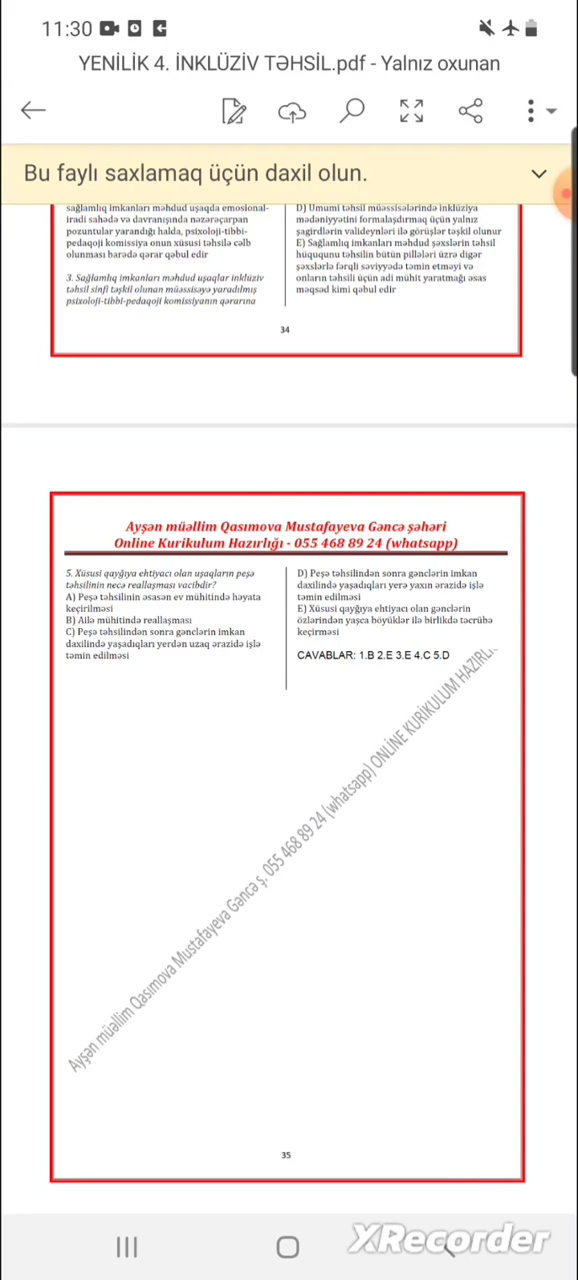 11:30
YENİLİK 4. İNKLÜZİV TƏHSİL.pdf - Yalnız oxunan
Bu faylı saxlamaq üçün daxil olun.
sağlamlıq imkanları məhdud uşaqda emosional-
iradi sahədə və davranışında nəzərəçarpan
pozuntular yarandığı halda, psixoloji-tibbi-
pedaqoji komissiya onun xüsusi təhsilə cəlb
olunması barədə qərar qəbul edir
3. Sağlamlıq imkanları məhdud uşaqlar inklüziv
təhsil sinfi təşkil olunan müəssisəyə yaradılmış
psixoloji-tibbi-pedaqoji komissiyanın qərarına
D) Umumi təhsil müəssisələrində inklüziya
mədəniyyətini formalaşdırmaq üçün yalnız
şagirdlərin valideynləri ilə görüşlər təşkil olunur
E) Sağlamlıq imkanları məhdud şəxslərin təhsil
hüququnu təhsilin bütün pillələri üzrə digər
şəxslərlə fərqli səviyyədə təmin etməyi və
onların təhsili üçün adi mühit yaratmağı əsas
məqsəd kimi qəbul edir
34
Ayşən müəllim Qasımova Mustafayeva Gəncə şəhəri
Online Kurikulum Hazırlığı - 055 468 89 24 (whatsapp)
5. Xüsusi qayğıya ehtiyacı olan uşaqların peşə
təhsilinin necə reallaşması vacibdir?
A) Peşə təhsilinin əsasən ev mühitində həyata
keçirilməsi
B) Ailə mühitində reallaşması
C) Peşə təhsilindən sonra gənclərin imkan
daxilində yaşadıqları yerdən uzaq ərazidə işlə
təmin edilməsi
D) Peşə təhsilindən sonra gənclərin imkan
daxilində yaşadıqları yerə yaxın ərazidə işlə
təmin edilməsi
E) Xüsusi qayğıya ehtiyacı olan gənclərin
özlərindən yaşca böyüklər ilə birlikdə təcrübə
keçirməsi
CAVABLAR: 1.B 2.E 3.E 4.C 5.D
Ayşən müəllim Qasımova Mustafayeva Gəncə ş. 055 468 89 24 (whatsapp) ONLİNE KURİKULUM HAZIRL
35
XRecorder